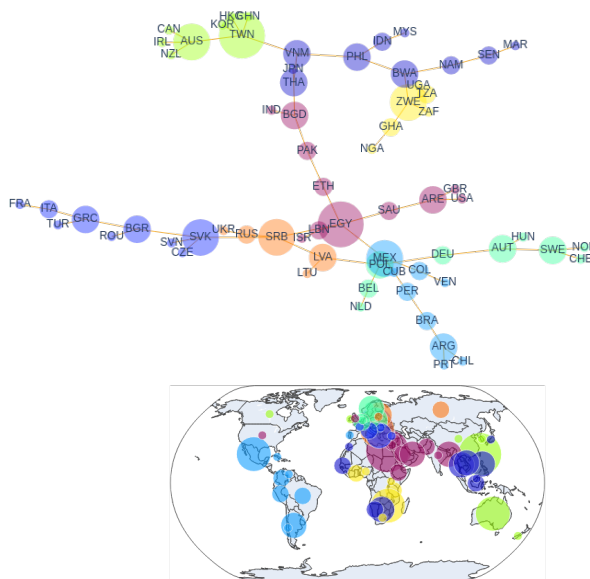 HKG
CHN
CAN
KOR
TWN
IRL
AUS
NZL
IDN
MYS
MAR
VNM
PHL
SEN
JPN
BWA
NAM
THA
UGA
TZA
ZWE
ZAF
IND
BGD
GHA
PAK
NGA
ETH
GBR
ARE
USA
SAU
FRA
ITA
GRC
TUR
BGR
ROU
SVK
SVN
CZE
UKR
RUS
SRB
ISR
LBN
EGY
LVA
LTU
MEX
POL
CUB
COL
VEN
DEU
HUN
AUT
SWE
NOR
CHE
BEL
NLD
PER
BRA
ARG
PRT
CHL